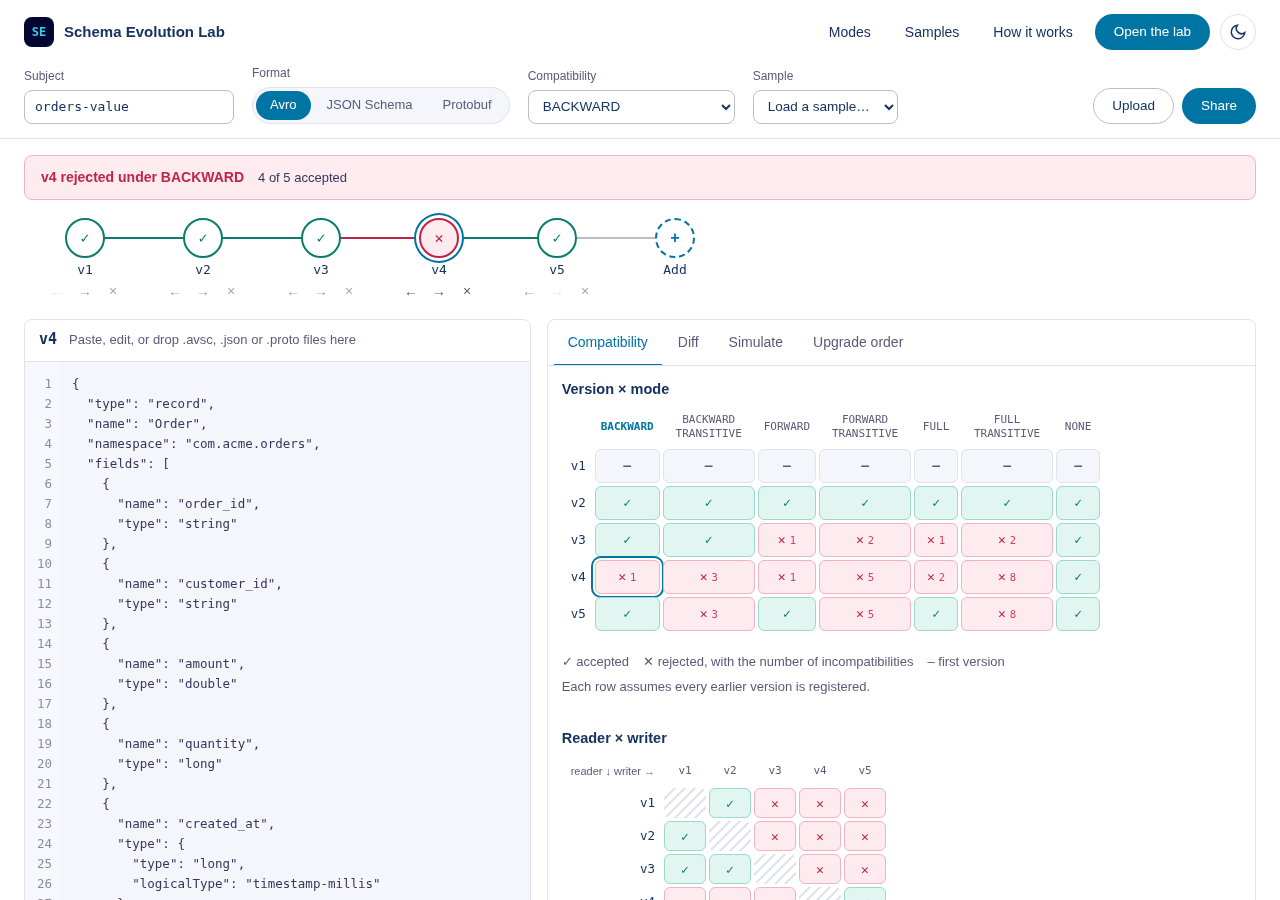 SE Schema Evolution Lab Modes Samples How it works Open the lab
Subject Format Compatibility Sample
orders-value Avro JSON Schema Protobuf BACKWARD Load a sample… Upload Share
v4 rejected under BACKWARD 4 of 5 accepted
✓ ✓ ✓ ✕ ✓ +
v1 v2 v3 v4 v5 Add
← → × ← → × ← → × ← → × ← → ×
v4 Paste, edit, or drop .avsc, .json or .proto files here
1 {
2 "type": "record",
3 "name": "Order",
4 "namespace": "com.acme.orders",
5 "fields": [
6 {
7 "name": "order_id",
8 "type": "string"
9 },
10 {
11 "name": "customer_id",
12 "type": "string"
13 },
14 {
15 "name": "amount",
16 "type": "double"
17 },
18 {
19 "name": "quantity",
20 "type": "long"
21 },
22 {
23 "name": "created_at",
24 "type": {
25 "type": "long",
26 "logicalType": "timestamp-millis"
Compatibility Diff Simulate Upgrade order
Version × mode
BACKWARD BACKWARD TRANSITIVE FORWARD FORWARD TRANSITIVE FULL FULL TRANSITIVE NONE
v1 – – – – – – –
v2 ✓ ✓ ✓ ✓ ✓ ✓ ✓
v3 ✓ ✓ ✕ 1 ✕ 2 ✕ 1 ✕ 2 ✓
v4 ✕ 1 ✕ 3 ✕ 1 ✕ 5 ✕ 2 ✕ 8 ✓
v5 ✓ ✕ 3 ✓ ✕ 5 ✓ ✕ 8 ✓
✓ accepted ✕ rejected, with the number of incompatibilities – first version
Each row assumes every earlier version is registered.
Reader × writer
reader ↓ writer → v1 v2 v3 v4 v5
v1 ✓ ✕ ✕ ✕
v2 ✓ ✕ ✕ ✕
v3 ✓ ✓ ✕ ✕